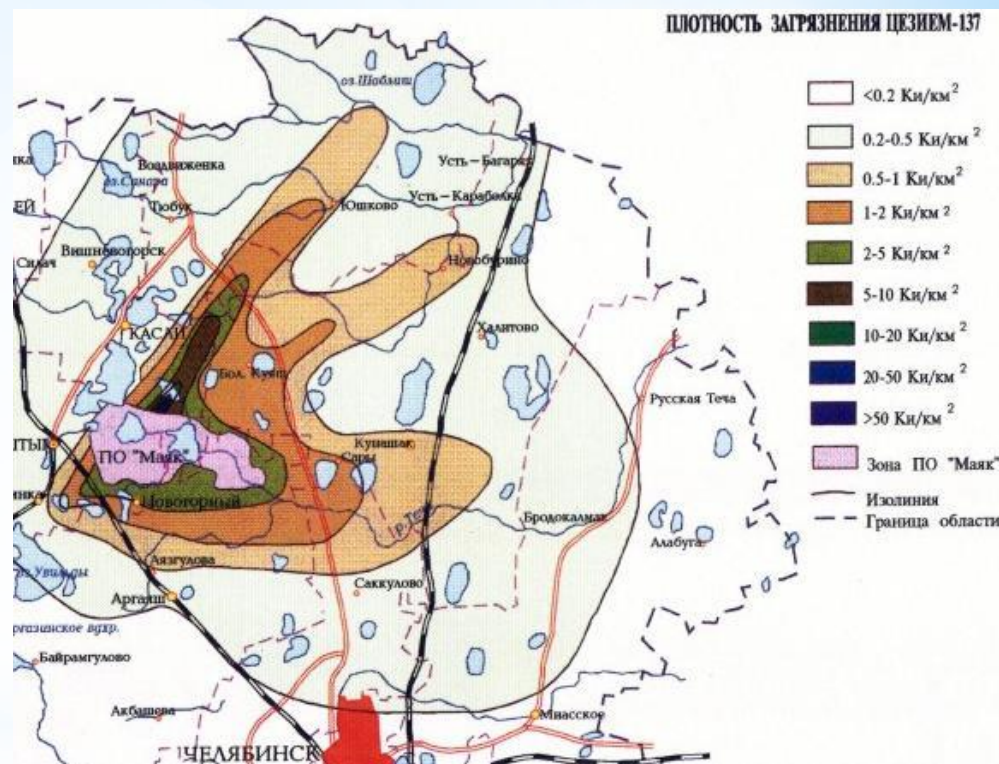 ПЛОТНОСТЬ ЗАГРЯЗНЕНИЯ ЦЕЗИЕМ-137
<0.2 Ки/км²
0.2-0.5 Ки/км²
0.5-1 Ки/км²
1-2 Ки/км²
2-5 Ки/км²
5-10 Ки/км²
10-20 Ки/км²
20-50 Ки/км²
>50 Ки/км²
Зона ПО "Маяк"
Изолиния
Граница области
оз.Шаблиш
Воздвиженка
оз.Синара
Тюбук
Усть-Багаряк
Усть-Караболка
Юшково
Вишневогорск
Силач
Новобурино
КАСЛИ
Халитово
Бол. Куяш
Русская Теча
ПО "Маяк"
Кунашак
Сары
Новогорный
р.Теча
Бродокалмак
Алабуга
Аязгулова
оз.Увильды
Саккулово
Аргаяш
вдхр.
Байрамгулово
Акбашева
Миасское
ЧЕЛЯБИНСК